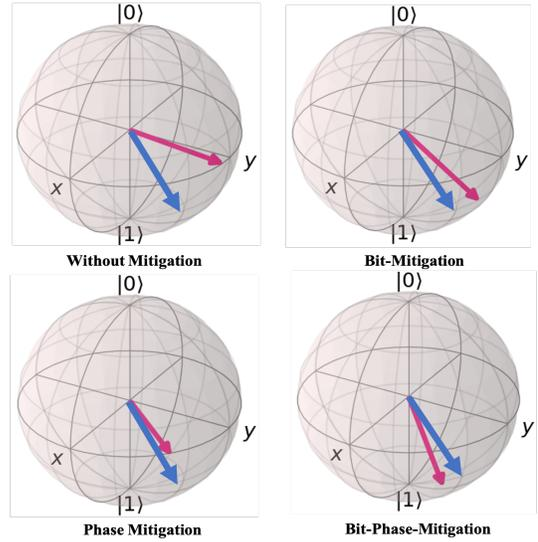 |0⟩ |0⟩
y y
x x
|1⟩ |1⟩
Without Mitigation Bit-Mitigation
|0⟩ |0⟩
y y
x x
|1⟩ |1⟩
Phase Mitigation Bit-Phase-Mitigation